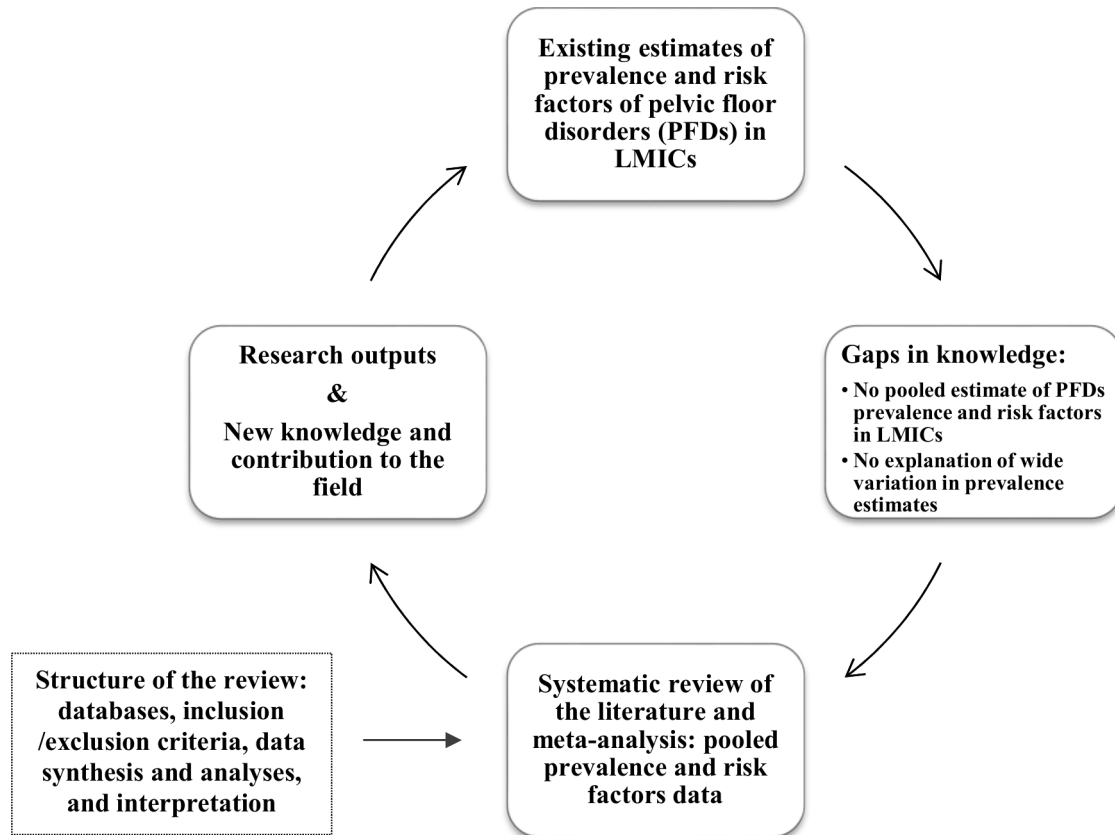 Existing estimates of
prevalence and risk
factors of pelvic floor
disorders (PFDs) in
LMICs
Research outputs
&
New knowledge and
contribution to the
field
Gaps in knowledge:
• No pooled estimate of PFDs
prevalence and risk factors
in LMICs
• No explanation of wide
variation in prevalence
estimates
Structure of the review:
databases, inclusion
/exclusion criteria, data
synthesis and analyses,
and interpretation
Systematic review of
the literature and
meta-analysis: pooled
prevalence and risk
factors data